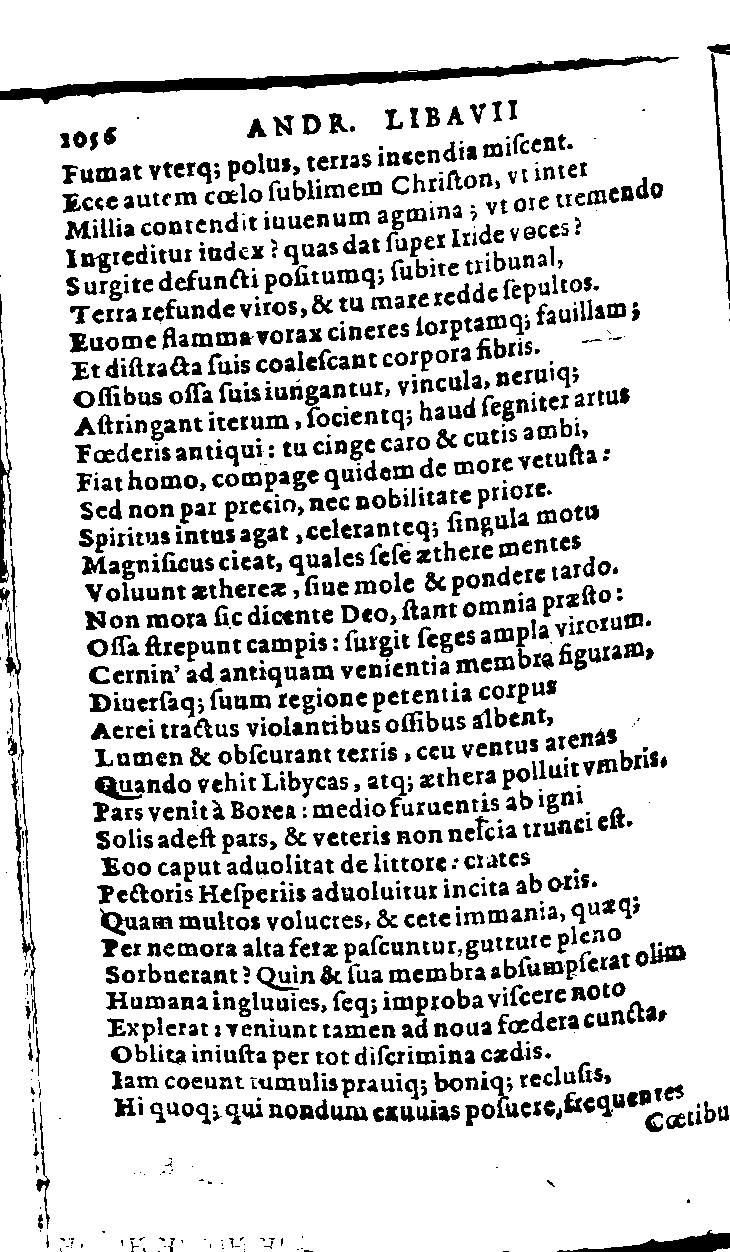 1056 ANDR. LIBAVII
Fumat vterq; polus, terras incendia miſcent.
Ecce autem cœlo ſublimem Chriſton, vt inter
Millia contendit iuuenum agmina; vt ore tremendo
Ingreditur iudex? quas dat ſuper Iride voces?
Surgite defuncti poſitumq; ſubite tribunal,
Terra refunde viros, & tu mare redde ſepultos.
Euome flamma vorax cineres ſorptamq; fauillam;
Et diſtracta ſuis coaleſcant corpora fibris.
Oſſibus oſſa ſuis iungantur, vincula, neruiq;
Aſtringant iterum, ſocientq; haud ſegniter artus
Fœderis antiqui: tu cinge caro & cutis ambi,
Fiat homo, compage quidem de more vetuſta:
Sed non par precio, nec nobilitate priore.
Spiritus intus agat, celeranteq; ſingula motu
Magnificus cieat, quales ſeſe æthere mentes
Voluunt æthereæ, ſiue mole & pondere tardo.
Non mora ſic dicente Deo, ſtant omnia præſto:
Oſſa ſtrepunt campis: ſurgit ſeges ampla virorum.
Cernin' ad antiquam venientia membra figuram,
Diuerſaq; ſuum regione petentia corpus
Aerei tractus violantibus oſſibus albent,
Lumen & obſcurant terris, ceu ventus arenas
Quando vehit Libycas, atq; æthera polluit vmbris,
Pars venit à Borea: medio furuentis ab igni
Solis adeſt pars, & veteris non neſcia trunci eſt.
Eoo caput aduolitat de littore: crates
Pectoris Heſperiis aduoluitur incita ab oris.
Quam multos volucres, & cete immania, quæq;
Per nemora alta feræ paſcuntur, gutture pleno
Sorbuerant? Quin & ſua membra abſumpſerat olim
Humana ingluuies, ſeq; improba viſcere noto
Explerat: veniunt tamen ad noua fœdera cuncta,
Oblita iniuſta per tot diſcrimina cædis.
Iam coeunt tumulis prauiq; boniq; recluſis,
Hi quoq; qui nondum exuuias poſuere, frequentes
Cœtibu